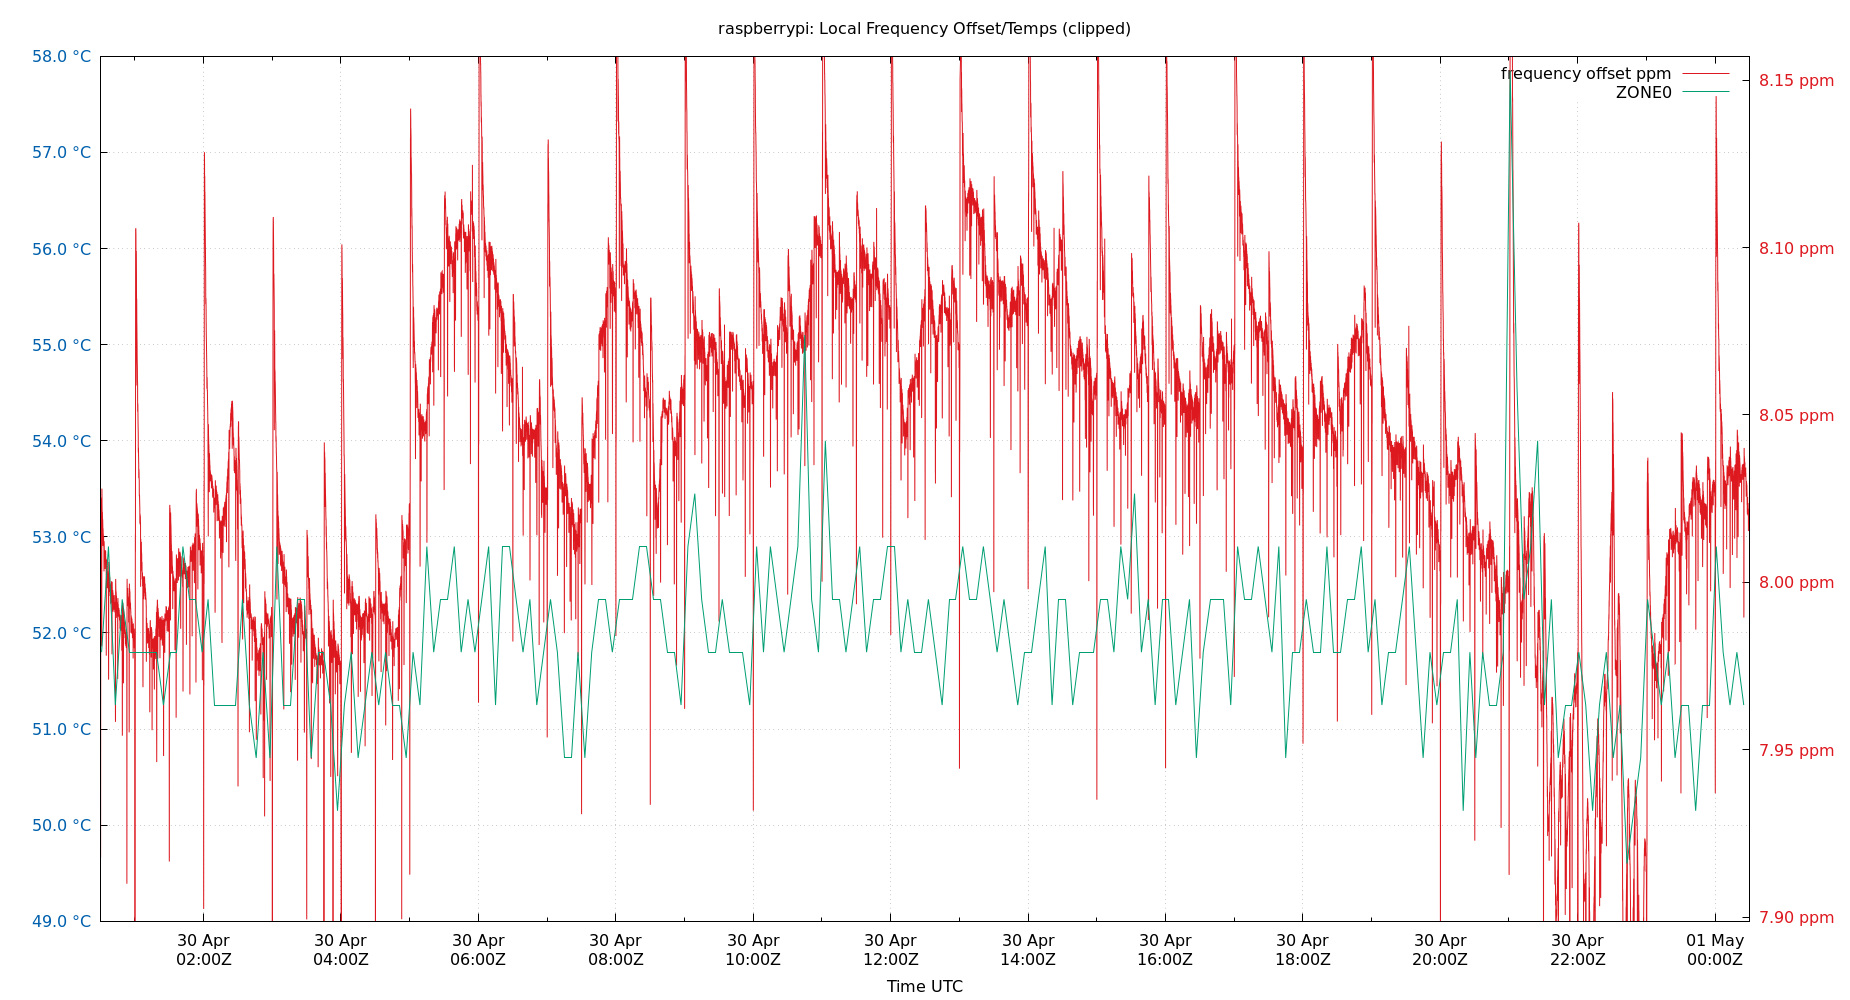 raspberrypi: Local Frequency Offset/Temps (clipped)
frequency offset ppm
ZONE0
58.0 °C
57.0 °C
56.0 °C
55.0 °C
54.0 °C
53.0 °C
52.0 °C
51.0 °C
50.0 °C
49.0 °C
8.15 ppm
8.10 ppm
8.05 ppm
8.00 ppm
7.95 ppm
7.90 ppm
30 Apr
02:00Z
30 Apr
04:00Z
30 Apr
06:00Z
30 Apr
08:00Z
30 Apr
10:00Z
30 Apr
12:00Z
30 Apr
14:00Z
30 Apr
16:00Z
30 Apr
18:00Z
30 Apr
20:00Z
30 Apr
22:00Z
01 May
00:00Z
Time UTC